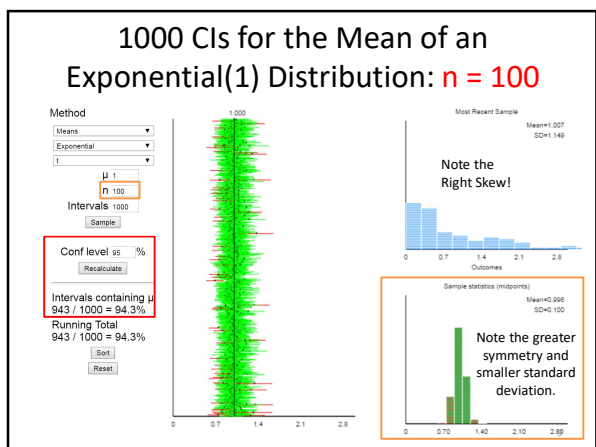 1000 CIs for the Mean of an
Exponential(1) Distribution: n = 100
Method
Means
Exponential
t
μ 1
n 100
Intervals 1000
Sample
Conf level 95 %
Recalculate
Intervals containing μ
943 / 1000 = 94.3%
Running Total
943 / 1000 = 94.3%
Sort
Reset
1.000
0 0.7 1.4 2.1 2.8
Most Recent Sample
Mean=1.007
SD=1.149
Note the
Right Skew!
0 0.7 1.4 2.1 2.8
Outcomes
Sample statistics (midpoints)
Mean=0.998
SD=0.100
Note the greater
symmetry and
smaller standard
deviation.
0 0.70 1.40 2.10 2.8